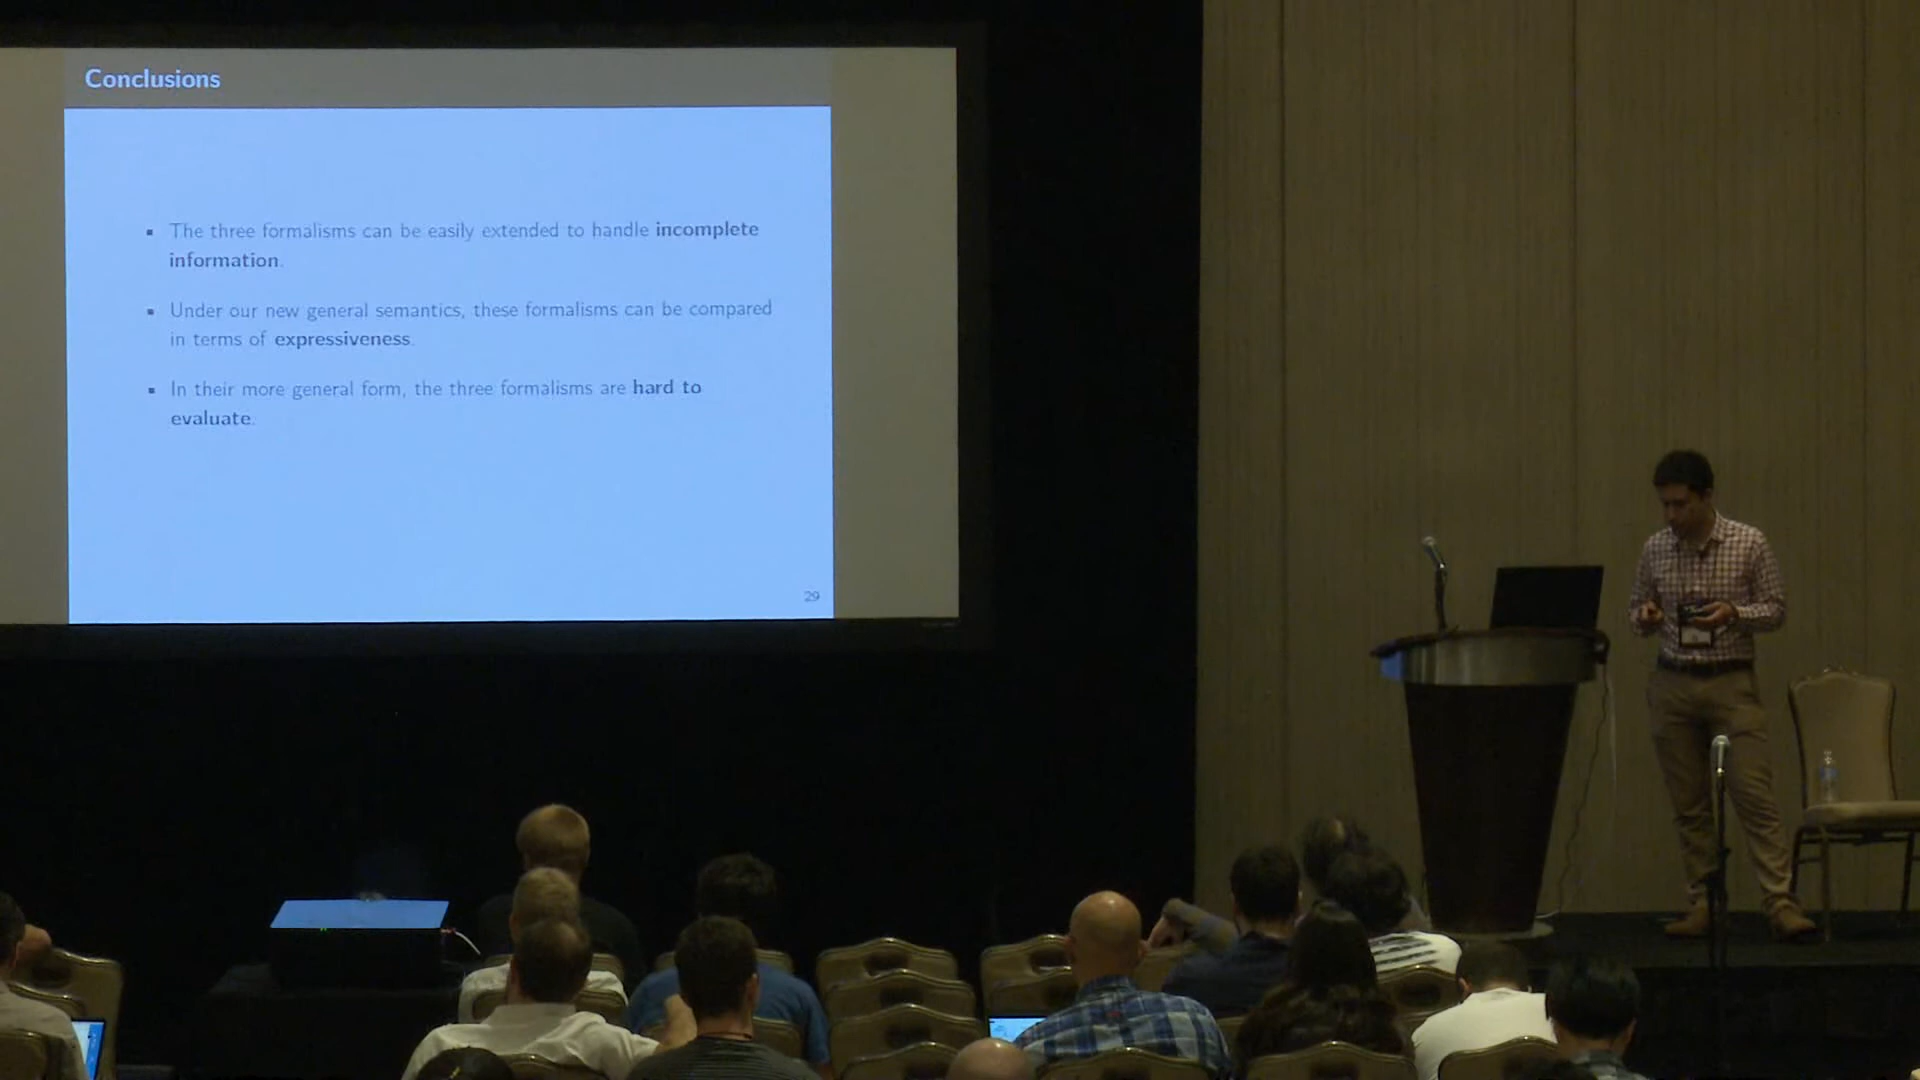 Conclusions
The three formalisms can be easily extended to handle incomplete
information.
Under our new general semantics, these formalisms can be compared
in terms of expressiveness.
In their more general form, the three formalisms are hard to
evaluate.
29